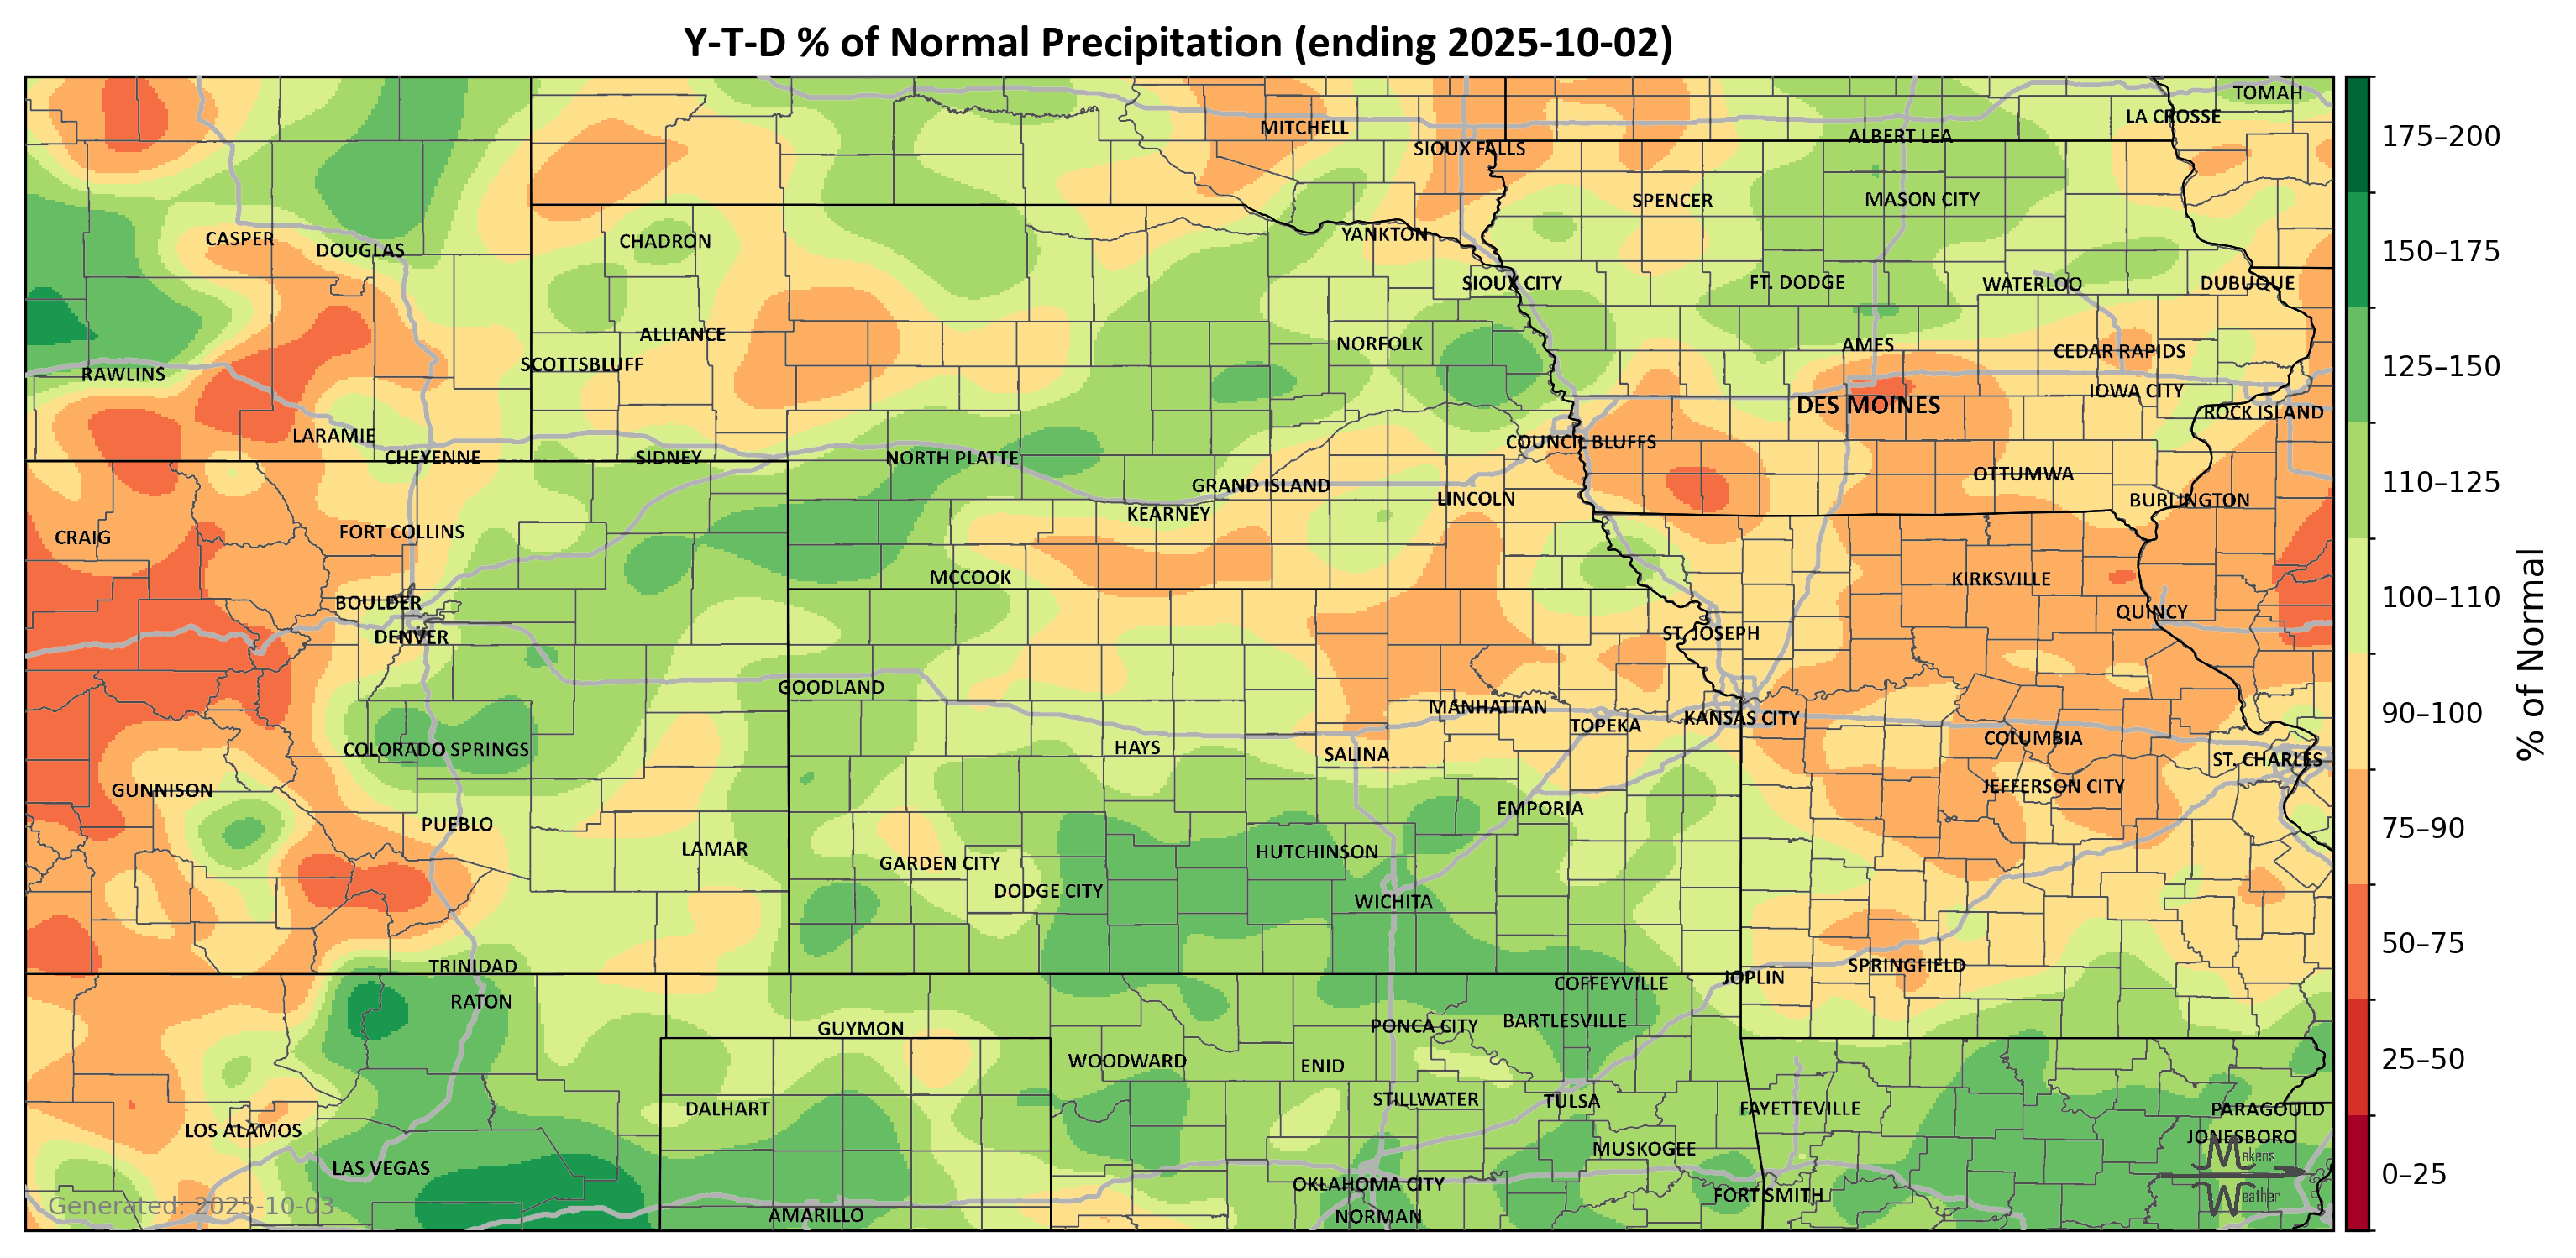 Y-T-D % of Normal Precipitation (ending 2025-10-02)
TOMAH
LA CROSSE
MITCHELL
ALBERT LEA
SIOUX FALLS
SPENCER
MASON CITY
YANKTON
CASPER
CHADRON
DOUGLAS
SIOUX CITY
FT. DODGE
WATERLOO
DUBUQUE
ALLIANCE
NORFOLK
AMES
CEDAR RAPIDS
SCOTTSBLUFF
RAWLINS
IOWA CITY
DES MOINES
ROCK ISLAND
LARAMIE
COUNCIL BLUFFS
CHEYENNE
SIDNEY
NORTH PLATTE
OTTUMWA
GRAND ISLAND
LINCOLN
BURLINGTON
KEARNEY
FORT COLLINS
CRAIG
MCCOOK
KIRKSVILLE
BOULDER
QUINCY
DENVER
ST. JOSEPH
GOODLAND
MANHATTAN
TOPEKA
KANSAS CITY
COLUMBIA
COLORADO SPRINGS
HAYS
SALINA
ST. CHARLES
GUNNISON
JEFFERSON CITY
EMPORIA
PUEBLO
LAMAR
HUTCHINSON
GARDEN CITY
DODGE CITY
WICHITA
TRINIDAD
SPRINGFIELD
JOPLIN
COFFEYVILLE
RATON
BARTLESVILLE
PONCA CITY
GUYMON
WOODWARD
ENID
STILLWATER
TULSA
DALHART
FAYETTEVILLE
PARAGOULD
LOS ALAMOS
JONESBORO
MUSKOGEE
LAS VEGAS
OKLAHOMA CITY
FORT SMITH
AMARILLO
NORMAN
Makens
Weather
Generated: 2025-10-03
175–200
150–175
125–150
110–125
100–110
90–100
75–90
50–75
25–50
0–25
% of Normal